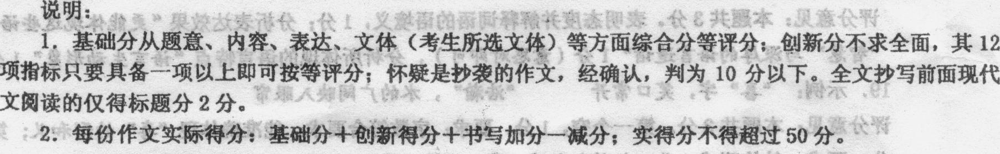 说明：
1．基础分从题意、内容、表达、文体（考生所选文体）等方面综合分等评分；创新分不求全面，其 12
项指标只要具备一项以上即可按等评分；怀疑是抄袭的作文，经确认，判为 10 分以下。全文抄写前面现代
文阅读的仅得标题分 2 分。
2．每份作文实际得分：基础分＋创新得分＋书写加分－减分；实得分不得超过 50 分。